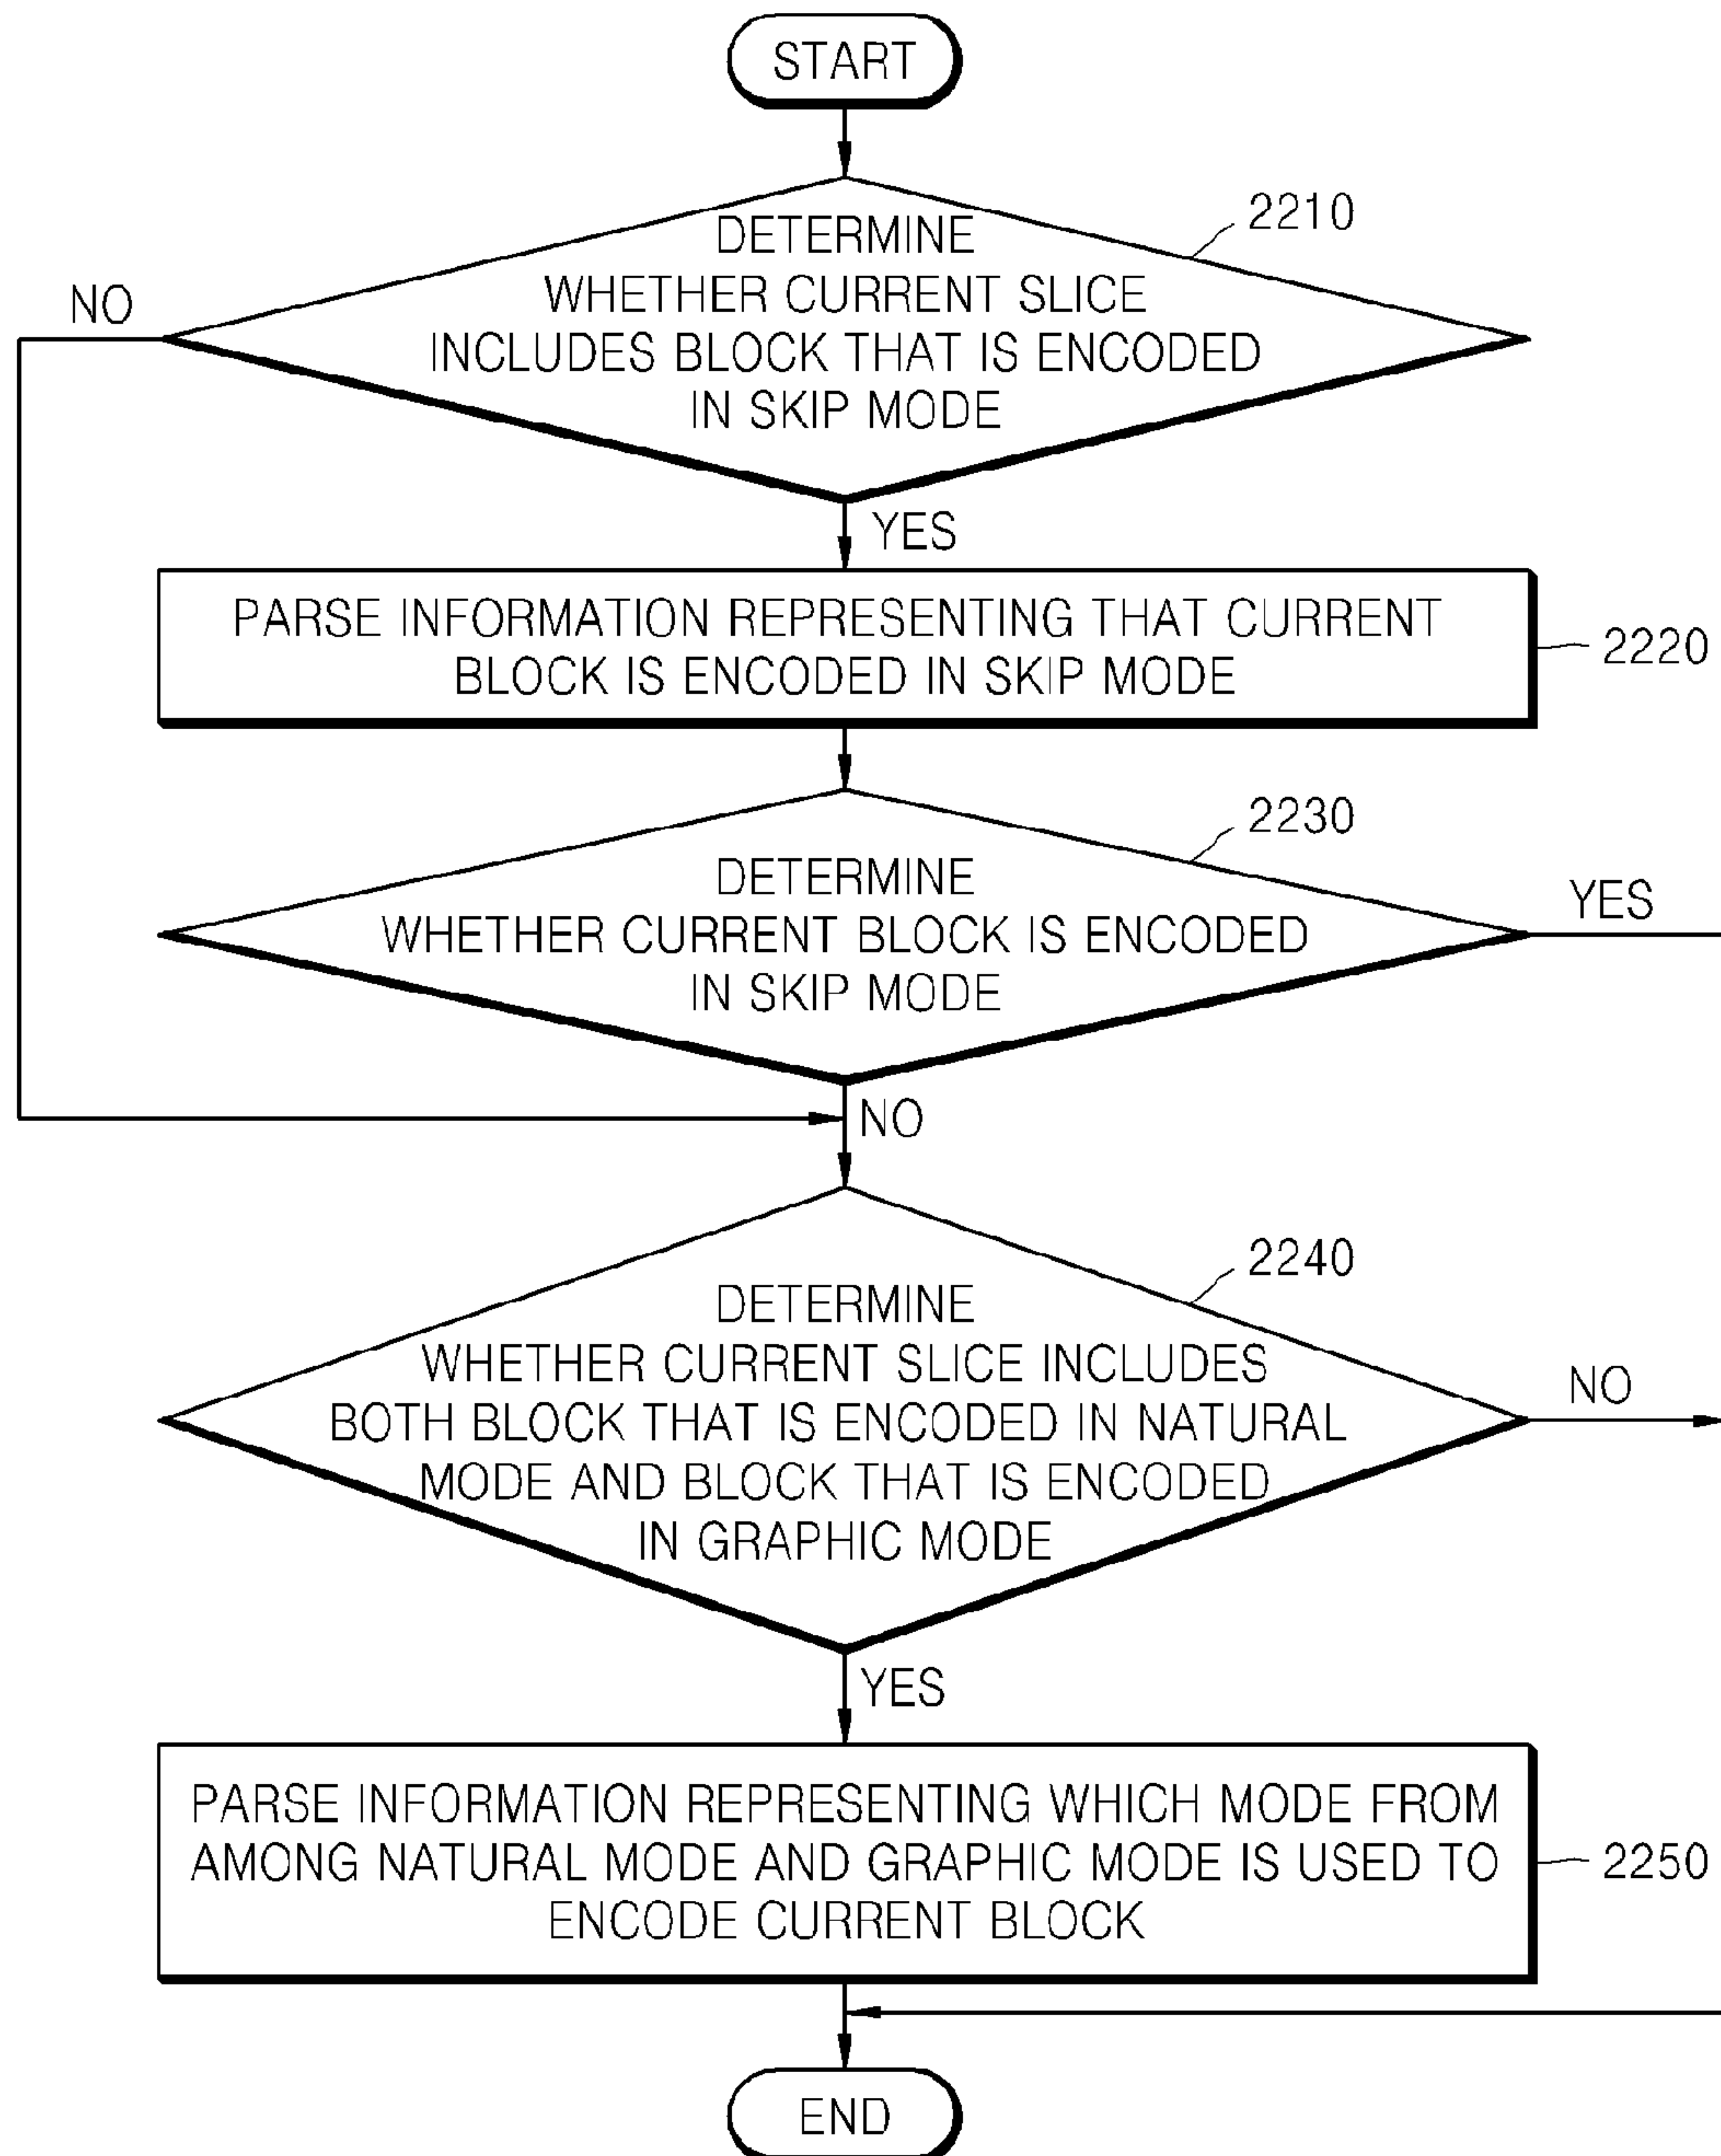 START
2210
DETERMINE
WHETHER CURRENT SLICE
INCLUDES BLOCK THAT IS ENCODED
IN SKIP MODE
NO
YES
PARSE INFORMATION REPRESENTING THAT CURRENT
BLOCK IS ENCODED IN SKIP MODE
2220
2230
DETERMINE
WHETHER CURRENT BLOCK IS ENCODED
IN SKIP MODE
YES
NO
2240
DETERMINE
WHETHER CURRENT SLICE INCLUDES
BOTH BLOCK THAT IS ENCODED IN NATURAL
MODE AND BLOCK THAT IS ENCODED
IN GRAPHIC MODE
NO
YES
PARSE INFORMATION REPRESENTING WHICH MODE FROM
AMONG NATURAL MODE AND GRAPHIC MODE IS USED TO
ENCODE CURRENT BLOCK
2250
END